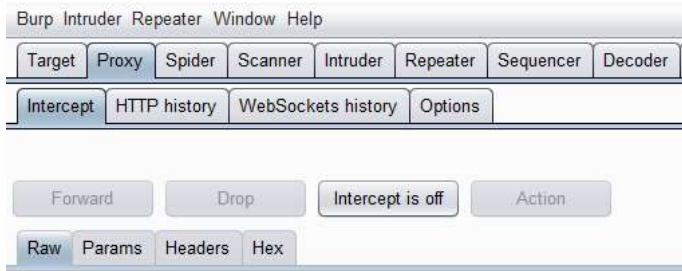 Burp Intruder Repeater Window Help
Target Proxy Spider Scanner Intruder Repeater Sequencer Decoder
Intercept HTTP history WebSockets history Options
Forward Drop Intercept is off Action
Raw Params Headers Hex